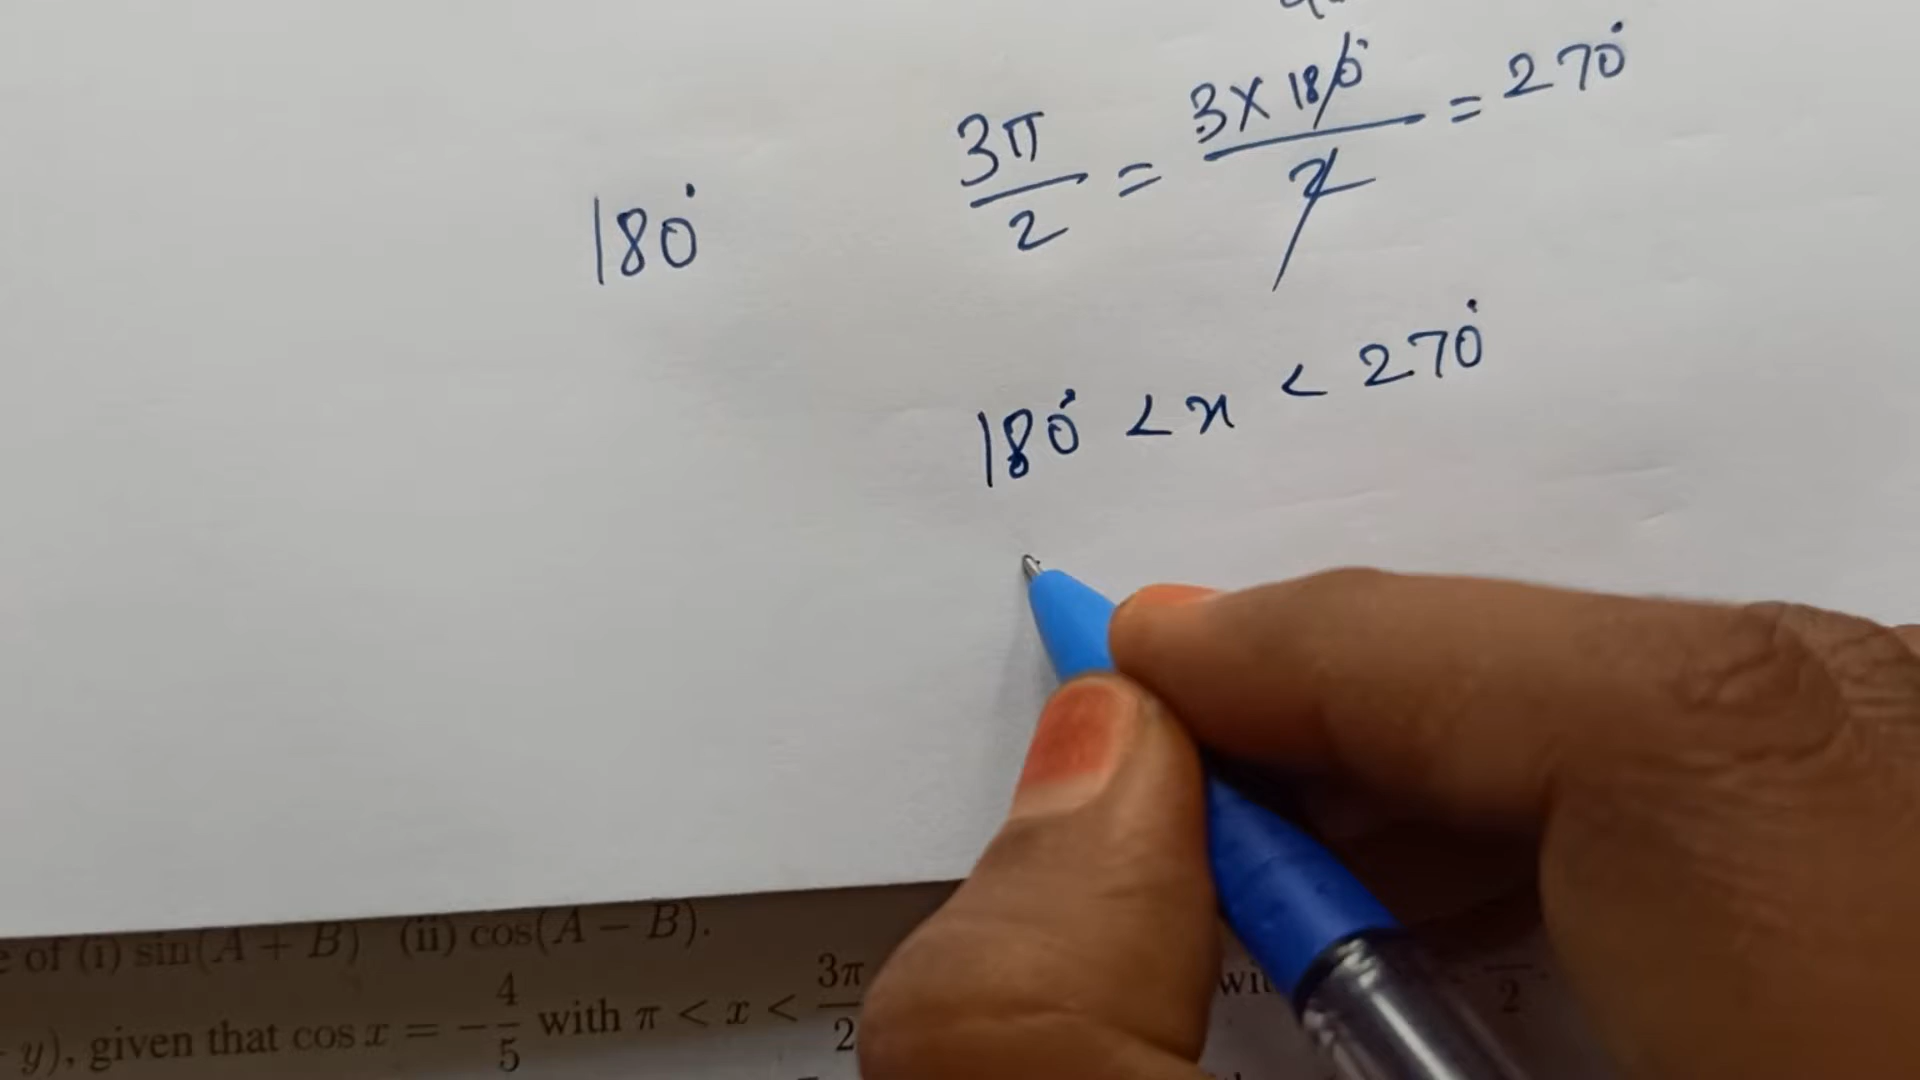 3π/2 = 3 × 180°/2 = 270°
180°
180° < x < 270°
of (i) sin(A + B) (ii) cos(A − B).
y), given that cos x = −4/5 with π < x < 3π/2
2